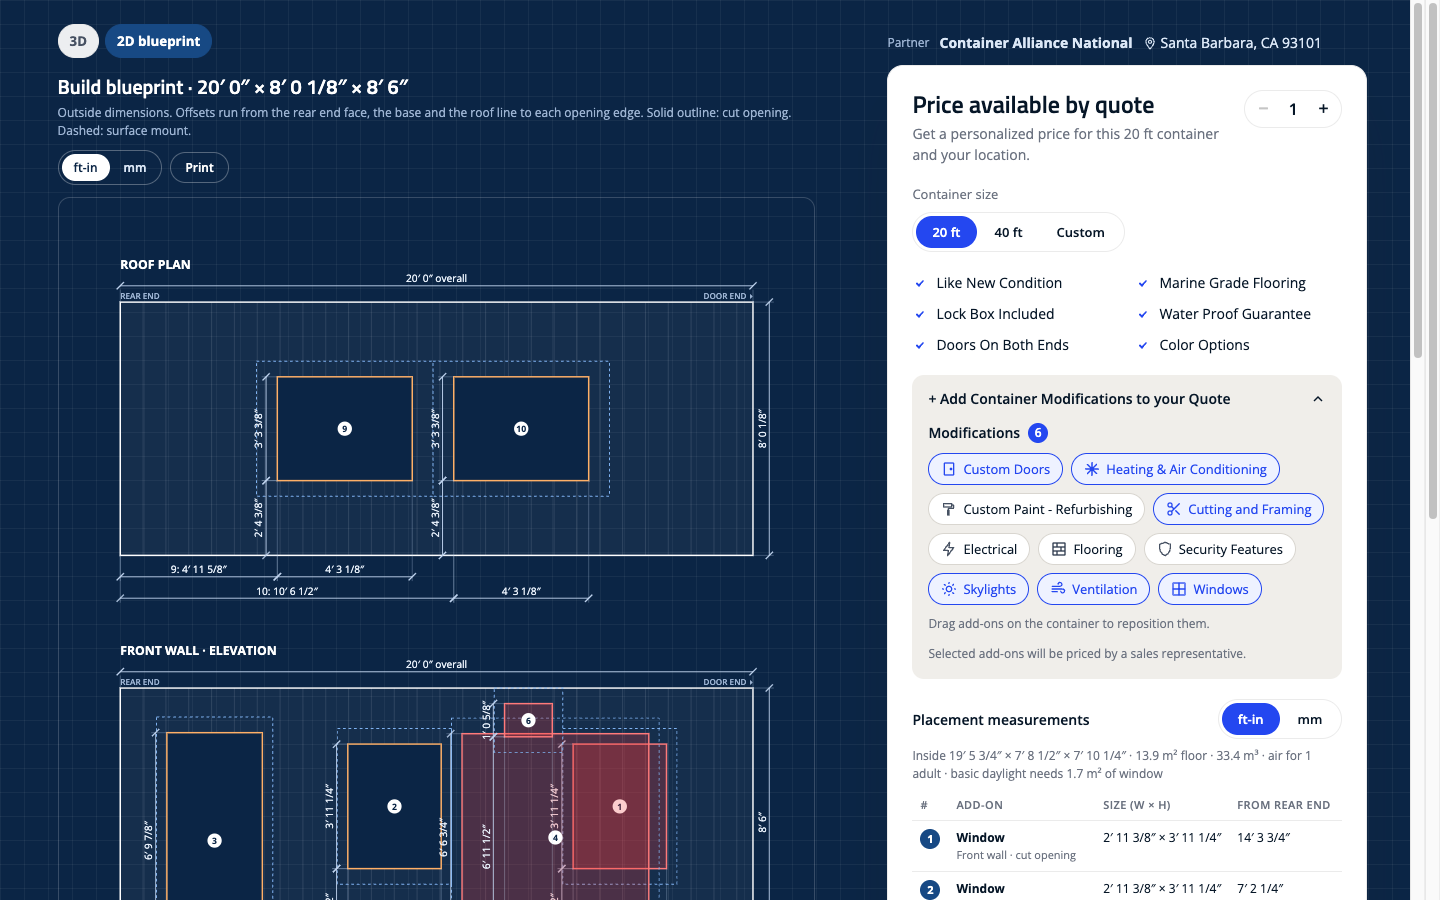 3D
2D blueprint
Build blueprint · 20′ 0″ × 8′ 0 1/8″ × 8′ 6″
Outside dimensions. Offsets run from the rear end face, the base and the roof line to each opening edge. Solid outline: cut opening.
Dashed: surface mount.
ft-in
mm
Print
ROOF PLAN
20′ 0″ overall
REAR END
DOOR END
3′ 3 3/8″
9
3′ 3 3/8″
10
8′ 0 1/8″
2′ 4 3/8″
2′ 4 3/8″
9: 4′ 11 5/8″
4′ 3 1/8″
10: 10′ 6 1/2″
4′ 3 1/8″
FRONT WALL · ELEVATION
20′ 0″ overall
REAR END
DOOR END
1′ 0 5/8″
6
3′ 11 1/4″
2
3′ 11 1/4″
1
8′ 6″
6′ 9 7/8″
3
6′ 6 3/4″
6′ 11 1/2″
4
Partner
Container Alliance National
Santa Barbara, CA 93101
Price available by quote
− 1 +
Get a personalized price for this 20 ft container
and your location.
Container size
20 ft
40 ft
Custom
Like New Condition
Marine Grade Flooring
Lock Box Included
Water Proof Guarantee
Doors On Both Ends
Color Options
+ Add Container Modifications to your Quote
Modifications 6
Custom Doors
Heating & Air Conditioning
Custom Paint - Refurbishing
Cutting and Framing
Electrical
Flooring
Security Features
Skylights
Ventilation
Windows
Drag add-ons on the container to reposition them.
Selected add-ons will be priced by a sales representative.
Placement measurements
ft-in
mm
Inside 19′ 5 3/4″ × 7′ 8 1/2″ × 7′ 10 1/4″ · 13.9 m² floor · 33.4 m³ · air for 1
adult · basic daylight needs 1.7 m² of window
# ADD-ON SIZE (W × H) FROM REAR END
1 Window 2′ 11 3/8″ × 3′ 11 1/4″ 14′ 3 3/4″
Front wall · cut opening
2 Window 2′ 11 3/8″ × 3′ 11 1/4″ 7′ 2 1/4″